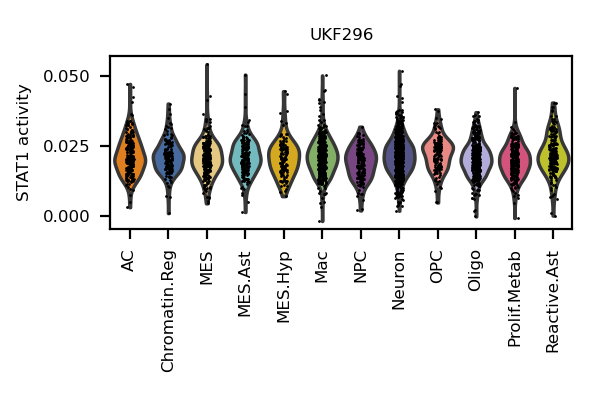 UKF296
STAT1 activity
0.050
0.025
0.000
AC
Chromatin.Reg
MES
MES.Ast
MES.Hyp
Mac
NPC
Neuron
OPC
Oligo
Prolif.Metab
Reactive.Ast